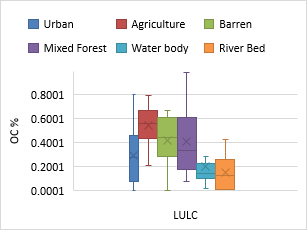 Urban Agriculture Barren
Mixed Forest Water body River Bed
0.8001
0.6001
0.4001
0.2001
0.0001
OC %
LULC